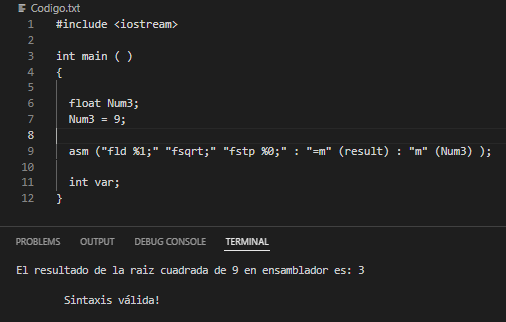 Codigo.txt
1 #include <iostream>
2
3 int main ( )
4 {
5
6 float Num3;
7 Num3 = 9;
8
9 asm ("fld %1;" "fsqrt;" "fstp %0;" : "=m" (result) : "m" (Num3) );
10
11 int var;
12 }
PROBLEMS OUTPUT DEBUG CONSOLE TERMINAL
El resultado de la raiz cuadrada de 9 en ensamblador es: 3
Sintaxis válida!